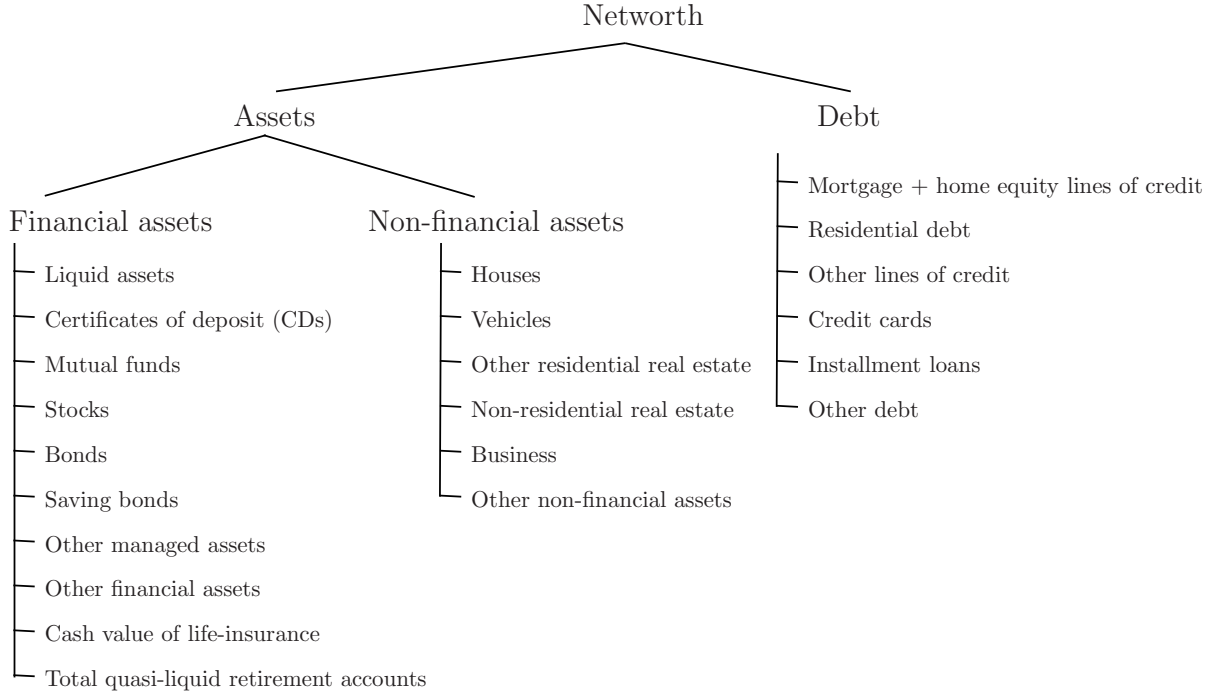 Networth
Assets
Debt
Financial assets
Liquid assets
Certificates of deposit (CDs)
Mutual funds
Stocks
Bonds
Saving bonds
Other managed assets
Other financial assets
Cash value of life-insurance
Total quasi-liquid retirement accounts
Non-financial assets
Houses
Vehicles
Other residential real estate
Non-residential real estate
Business
Other non-financial assets
Mortgage + home equity lines of credit
Residential debt
Other lines of credit
Credit cards
Installment loans
Other debt